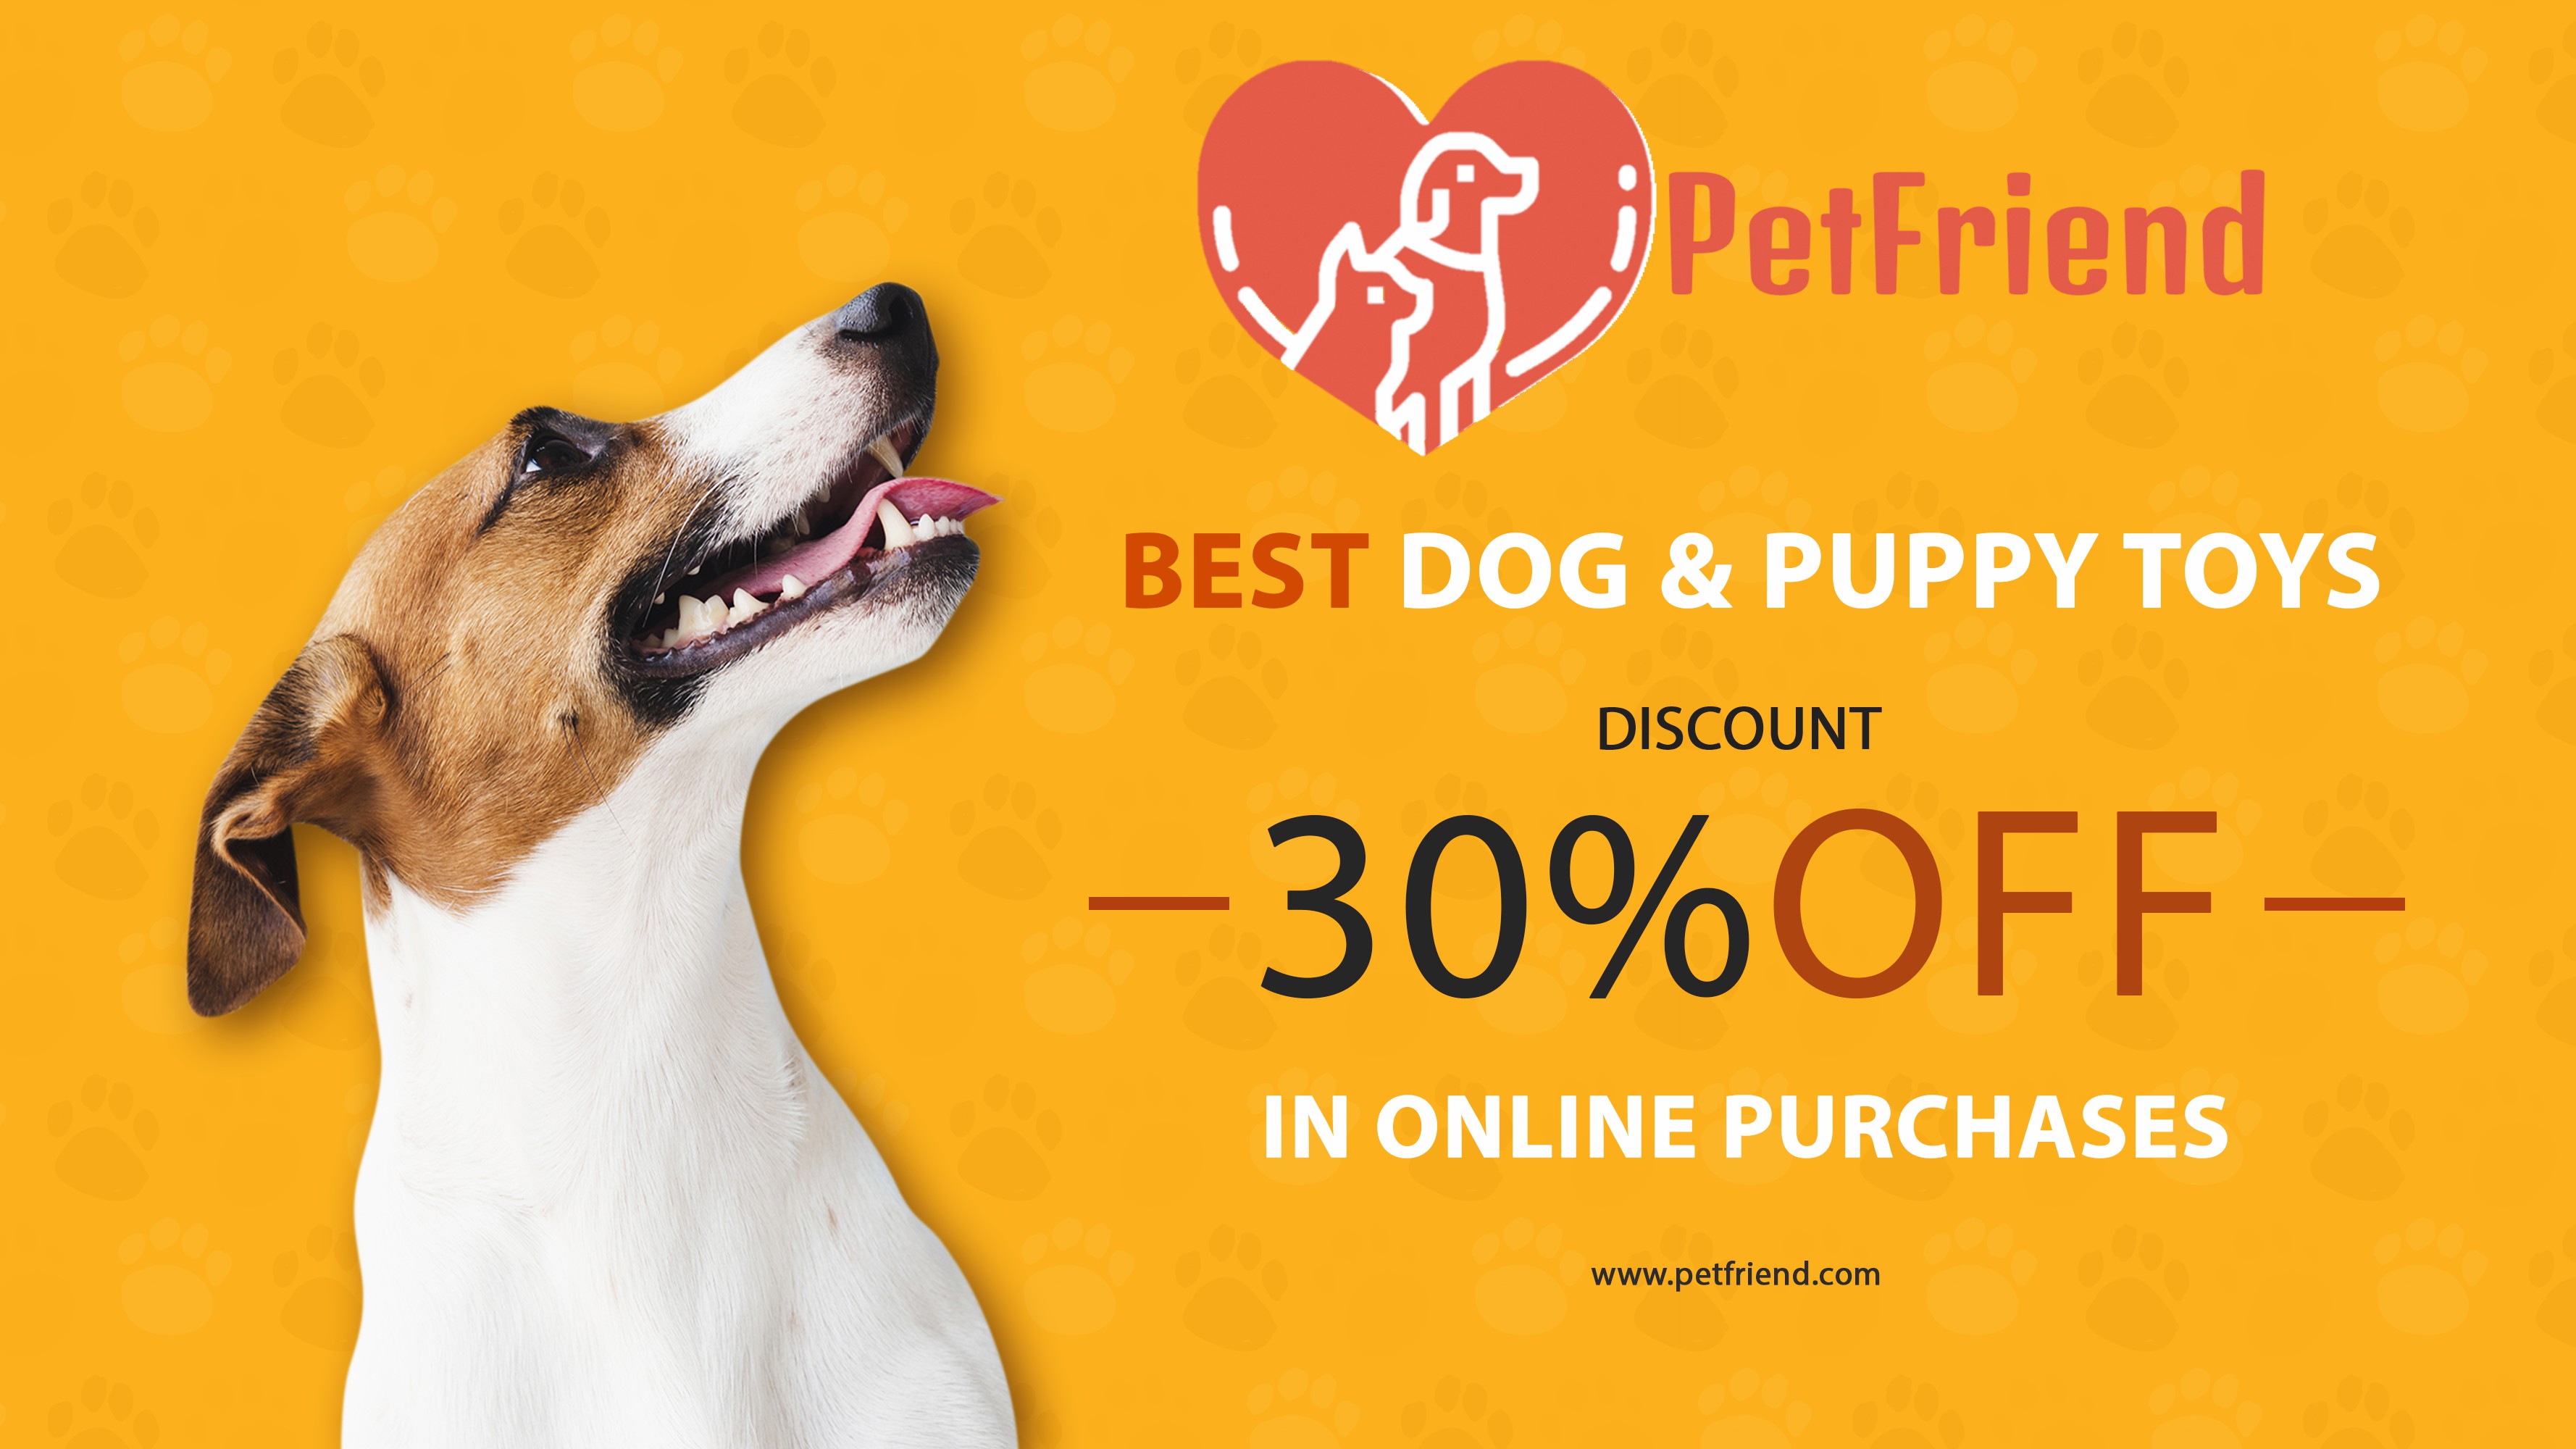 PetFriend
BEST DOG & PUPPY TOYS
DISCOUNT
30%OFF
IN ONLINE PURCHASES
www.petfriend.com